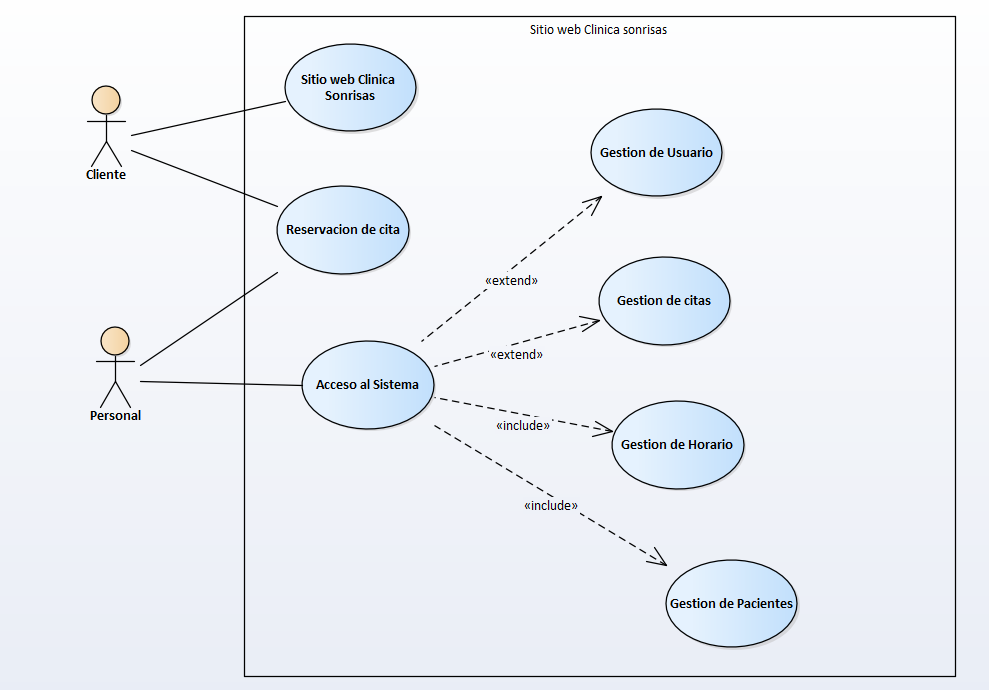 Sitio web Clinica sonrisas
Sitio web Clinica
Sonrisas
Cliente
Gestion de Usuario
Reservacion de cita
«extend»
Gestion de citas
«extend»
Personal
Acceso al Sistema
«include»
Gestion de Horario
«include»
Gestion de Pacientes